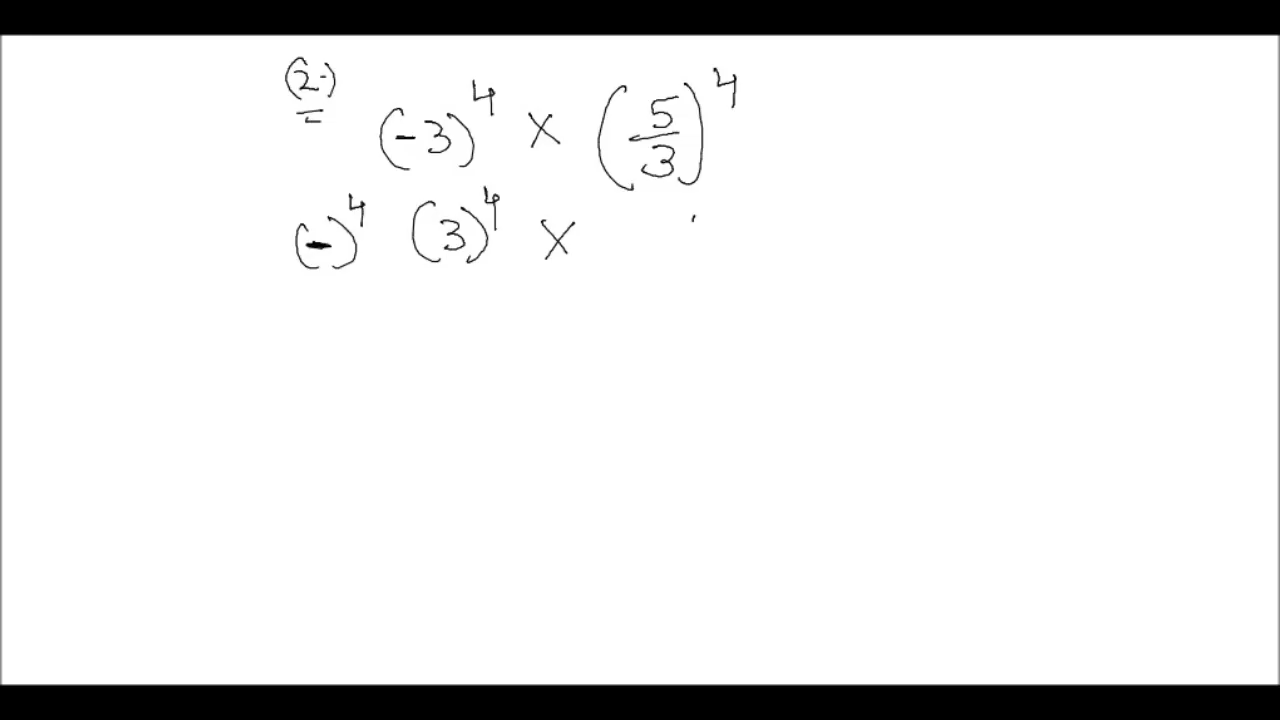 (2.)
(-3)^4 × (5/3)^4
(-)^4 (3)^4 ×